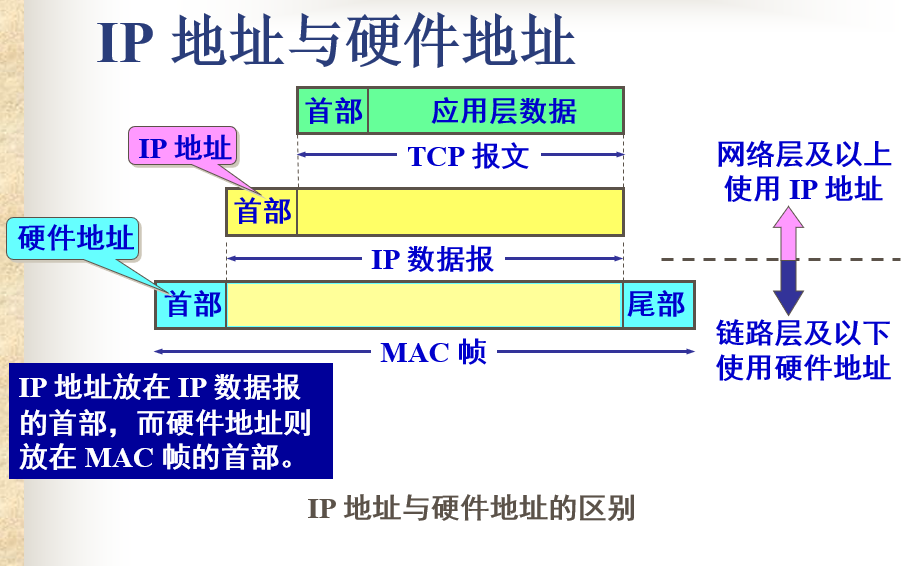 IP 地址与硬件地址
首部
应用层数据
TCP 报文
IP 地址
首部
IP 数据报
硬件地址
首部
尾部
MAC 帧
网络层及以上
使用 IP 地址
链路层及以下
使用硬件地址
IP 地址放在 IP 数据报
的首部，而硬件地址则
放在 MAC 帧的首部。
IP 地址与硬件地址的区别